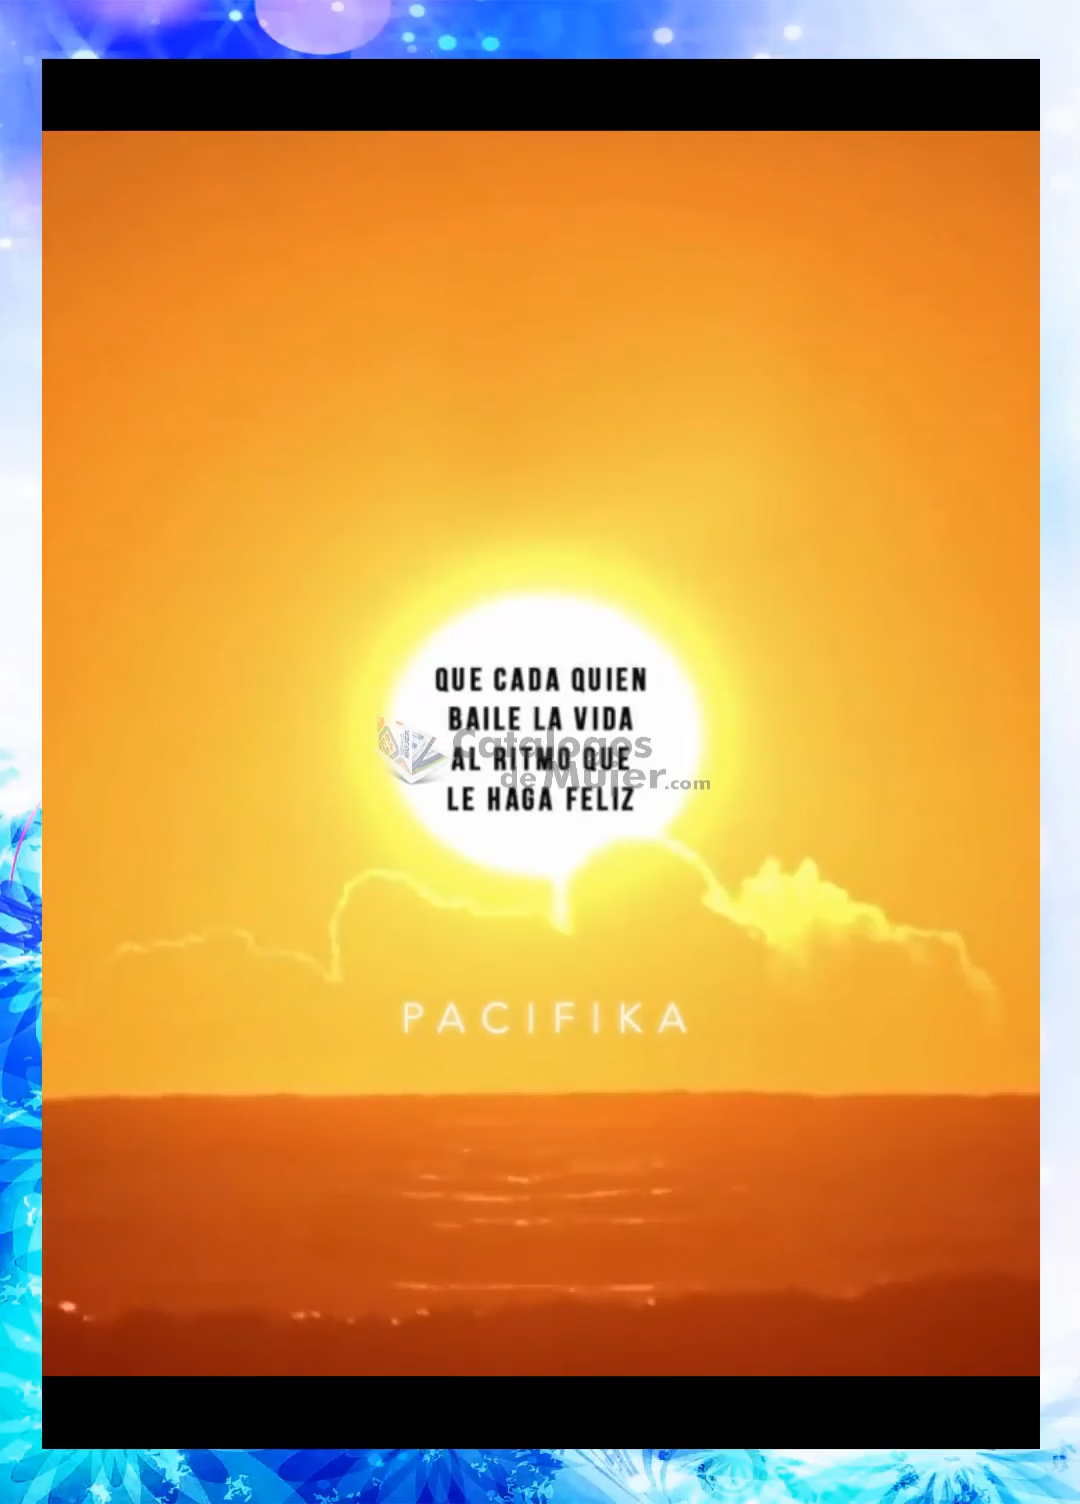 QUE CADA QUIEN
BAILE LA VIDA
AL RITMO QUE
LE HAGA FELIZ
Catalogos
de Mujer.com
PACIFIKA